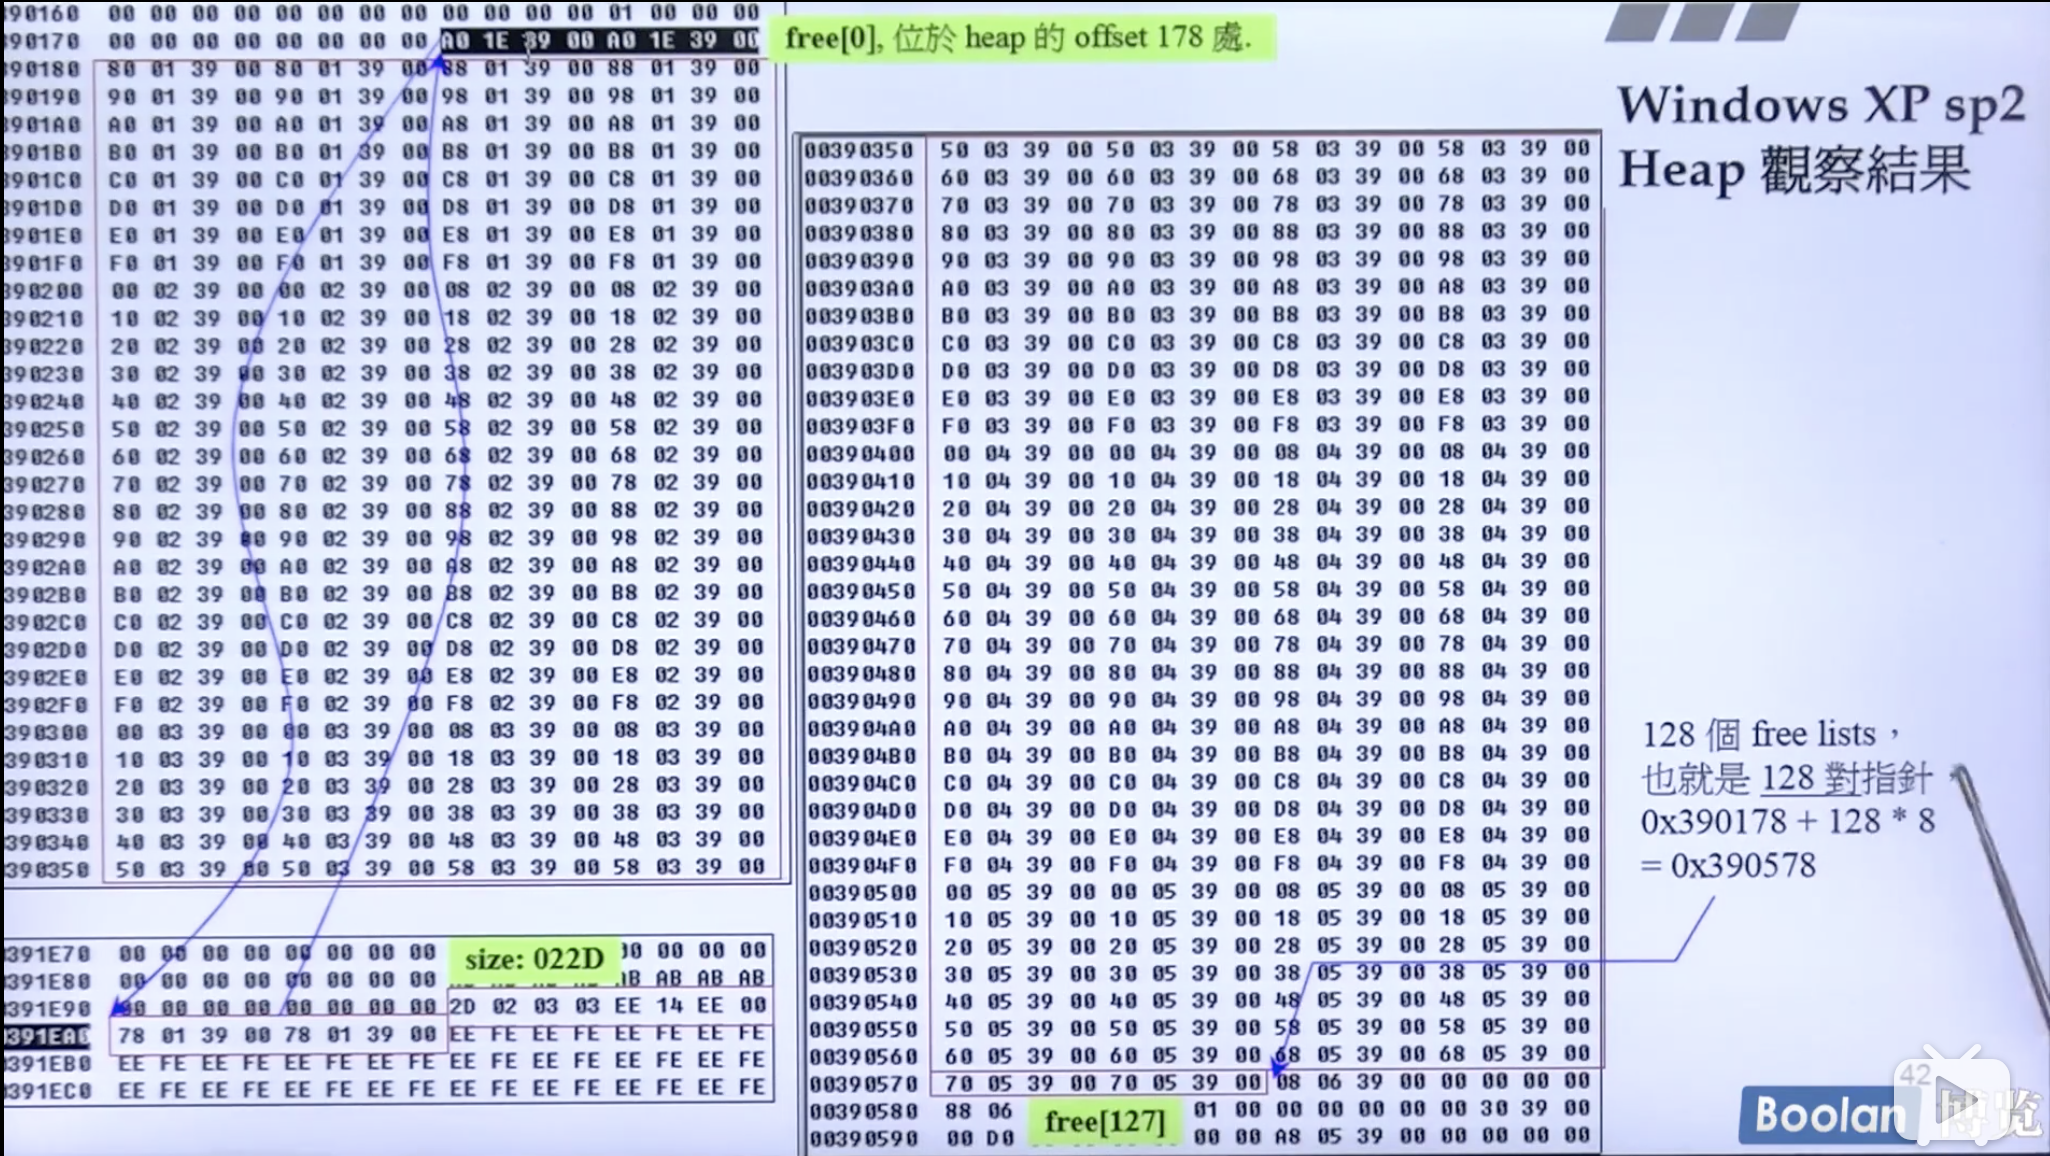 390160 00 00 00 00 00 00 00 00 00 00 00 00 01 00 00 00
390170 00 00 00 00 00 00 00 00 A0 1E 39 00 A0 1E 39 00
free[0], 位於 heap 的 offset 178 處.
390180 80 01 39 00 80 01 39 00 88 01 39 00 88 01 39 00
390190 90 01 39 00 90 01 39 00 98 01 39 00 98 01 39 00
3901A0 A0 01 39 00 A0 01 39 00 A8 01 39 00 A8 01 39 00
3901B0 B0 01 39 00 B0 01 39 00 B8 01 39 00 B8 01 39 00
3901C0 C0 01 39 00 C0 01 39 00 C8 01 39 00 C8 01 39 00
3901D0 D0 01 39 00 D0 01 39 00 D8 01 39 00 D8 01 39 00
3901E0 E0 01 39 00 E0 01 39 00 E8 01 39 00 E8 01 39 00
3901F0 F0 01 39 00 F0 01 39 00 F8 01 39 00 F8 01 39 00
390200 00 02 39 00 00 02 39 00 08 02 39 00 08 02 39 00
390210 10 02 39 00 10 02 39 00 18 02 39 00 18 02 39 00
390220 20 02 39 00 20 02 39 00 28 02 39 00 28 02 39 00
390230 30 02 39 00 30 02 39 00 38 02 39 00 38 02 39 00
390240 40 02 39 00 40 02 39 00 48 02 39 00 48 02 39 00
390250 50 02 39 00 50 02 39 00 58 02 39 00 58 02 39 00
390260 60 02 39 00 60 02 39 00 68 02 39 00 68 02 39 00
390270 70 02 39 00 70 02 39 00 78 02 39 00 78 02 39 00
390280 80 02 39 00 80 02 39 00 88 02 39 00 88 02 39 00
390290 90 02 39 00 90 02 39 00 98 02 39 00 98 02 39 00
3902A0 A0 02 39 00 A0 02 39 00 A8 02 39 00 A8 02 39 00
3902B0 B0 02 39 00 B0 02 39 00 B8 02 39 00 B8 02 39 00
3902C0 C0 02 39 00 C0 02 39 00 C8 02 39 00 C8 02 39 00
3902D0 D0 02 39 00 D0 02 39 00 D8 02 39 00 D8 02 39 00
3902E0 E0 02 39 00 E0 02 39 00 E8 02 39 00 E8 02 39 00
3902F0 F0 02 39 00 F0 02 39 00 F8 02 39 00 F8 02 39 00
390300 00 03 39 00 00 03 39 00 08 03 39 00 08 03 39 00
390310 10 03 39 00 10 03 39 00 18 03 39 00 18 03 39 00
390320 20 03 39 00 20 03 39 00 28 03 39 00 28 03 39 00
390330 30 03 39 00 30 03 39 00 38 03 39 00 38 03 39 00
390340 40 03 39 00 40 03 39 00 48 03 39 00 48 03 39 00
390350 50 03 39 00 50 03 39 00 58 03 39 00 58 03 39 00
391E70 00 00 00 00 00 00 00 00 00 00 00 00
size: 022D
391E80 00 00 00 00 00 00 00 00 AB AB AB AB
391E90 00 00 00 00 00 00 00 00 2D 02 03 03 EE 14 EE 00
391EA0 78 01 39 00 78 01 39 00 EE FE EE FE EE FE EE FE
391EB0 EE FE EE FE EE FE EE FE EE FE EE FE EE FE EE FE
391EC0 EE FE EE FE EE FE EE FE EE FE EE FE EE FE EE FE
00390350 50 03 39 00 50 03 39 00 58 03 39 00 58 03 39 00
00390360 60 03 39 00 60 03 39 00 68 03 39 00 68 03 39 00
00390370 70 03 39 00 70 03 39 00 78 03 39 00 78 03 39 00
00390380 80 03 39 00 80 03 39 00 88 03 39 00 88 03 39 00
00390390 90 03 39 00 90 03 39 00 98 03 39 00 98 03 39 00
003903A0 A0 03 39 00 A0 03 39 00 A8 03 39 00 A8 03 39 00
003903B0 B0 03 39 00 B0 03 39 00 B8 03 39 00 B8 03 39 00
003903C0 C0 03 39 00 C0 03 39 00 C8 03 39 00 C8 03 39 00
003903D0 D0 03 39 00 D0 03 39 00 D8 03 39 00 D8 03 39 00
003903E0 E0 03 39 00 E0 03 39 00 E8 03 39 00 E8 03 39 00
003903F0 F0 03 39 00 F0 03 39 00 F8 03 39 00 F8 03 39 00
00390400 00 04 39 00 00 04 39 00 08 04 39 00 08 04 39 00
00390410 10 04 39 00 10 04 39 00 18 04 39 00 18 04 39 00
00390420 20 04 39 00 20 04 39 00 28 04 39 00 28 04 39 00
00390430 30 04 39 00 30 04 39 00 38 04 39 00 38 04 39 00
00390440 40 04 39 00 40 04 39 00 48 04 39 00 48 04 39 00
00390450 50 04 39 00 50 04 39 00 58 04 39 00 58 04 39 00
00390460 60 04 39 00 60 04 39 00 68 04 39 00 68 04 39 00
00390470 70 04 39 00 70 04 39 00 78 04 39 00 78 04 39 00
00390480 80 04 39 00 80 04 39 00 88 04 39 00 88 04 39 00
00390490 90 04 39 00 90 04 39 00 98 04 39 00 98 04 39 00
003904A0 A0 04 39 00 A0 04 39 00 A8 04 39 00 A8 04 39 00
003904B0 B0 04 39 00 B0 04 39 00 B8 04 39 00 B8 04 39 00
003904C0 C0 04 39 00 C0 04 39 00 C8 04 39 00 C8 04 39 00
003904D0 D0 04 39 00 D0 04 39 00 D8 04 39 00 D8 04 39 00
003904E0 E0 04 39 00 E0 04 39 00 E8 04 39 00 E8 04 39 00
003904F0 F0 04 39 00 F0 04 39 00 F8 04 39 00 F8 04 39 00
00390500 00 05 39 00 00 05 39 00 08 05 39 00 08 05 39 00
00390510 10 05 39 00 10 05 39 00 18 05 39 00 18 05 39 00
00390520 20 05 39 00 20 05 39 00 28 05 39 00 28 05 39 00
00390530 30 05 39 00 30 05 39 00 38 05 39 00 38 05 39 00
00390540 40 05 39 00 40 05 39 00 48 05 39 00 48 05 39 00
00390550 50 05 39 00 50 05 39 00 58 05 39 00 58 05 39 00
00390560 60 05 39 00 60 05 39 00 68 05 39 00 68 05 39 00
00390570 70 05 39 00 70 05 39 00 08 06 39 00 00 00 00 00
00390580 88 06 01 00 00 00 00 00 00 30 39 00
free[127]
00390590 00 D0 00 00 A8 05 39 00 00 00 00 00
Windows XP sp2
Heap 觀察結果
128 個 free lists，
也就是 128 對指針
0x390178 + 128 * 8
= 0x390578
42
Boolan 博览